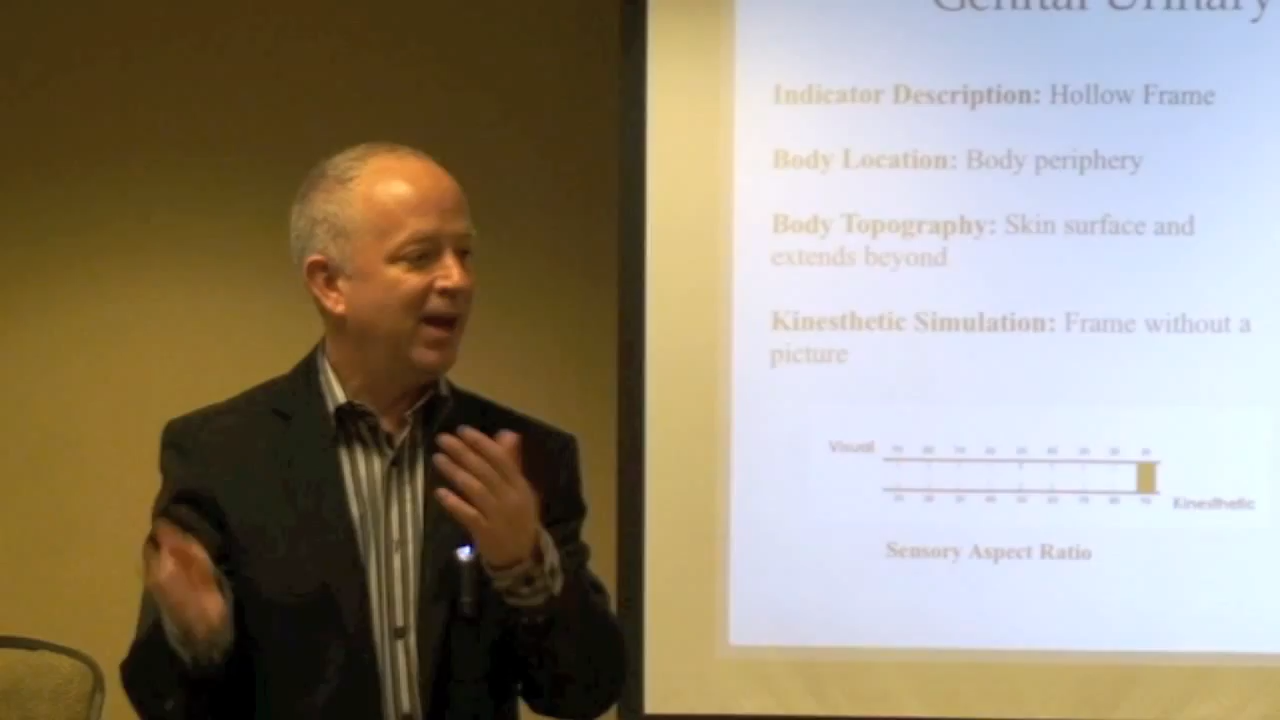 Genital Urinary
Indicator Description: Hollow Frame
Body Location: Body periphery
Body Topography: Skin surface and
extends beyond
Kinesthetic Simulation: Frame without a
picture
Visual
Kinesthetic
Sensory Aspect Ratio